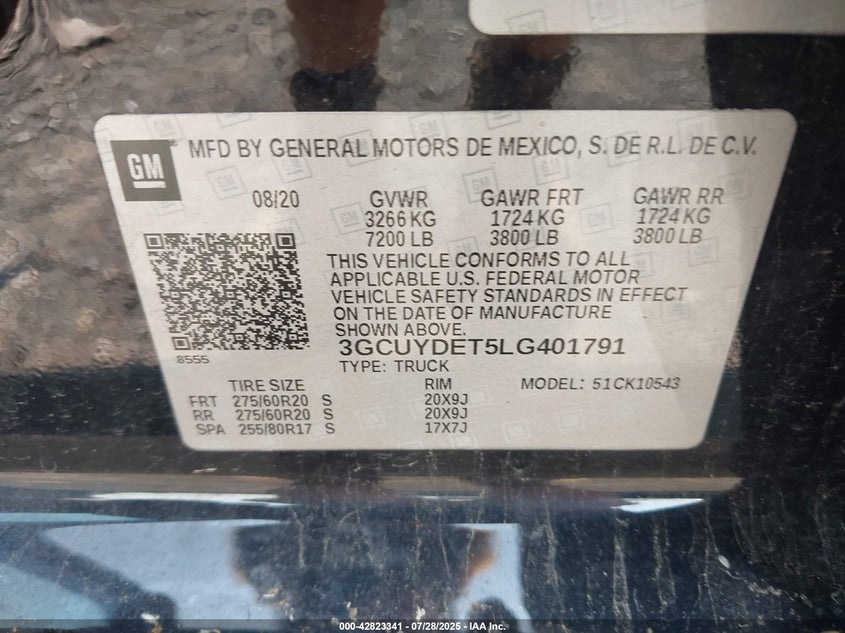 GM
MFD BY GENERAL MOTORS DE MEXICO, S. DE R.L. DE C.V.
08/20 GVWR GAWR FRT GAWR RR
3266 KG 1724 KG 1724 KG
7200 LB 3800 LB 3800 LB
THIS VEHICLE CONFORMS TO ALL
APPLICABLE U.S. FEDERAL MOTOR
VEHICLE SAFETY STANDARDS IN EFFECT
ON THE DATE OF MANUFACTURE
SHOWN ABOVE.
8555
3GCUYDET5LG401791
TYPE: TRUCK
TIRE SIZE RIM MODEL: 51CK10543
FRT 275/60R20 S 20X9J
RR 275/60R20 S 20X9J
SPA 255/80R17 S 17X7J
000-42823341 / 07/28/2025 - IAA Inc.